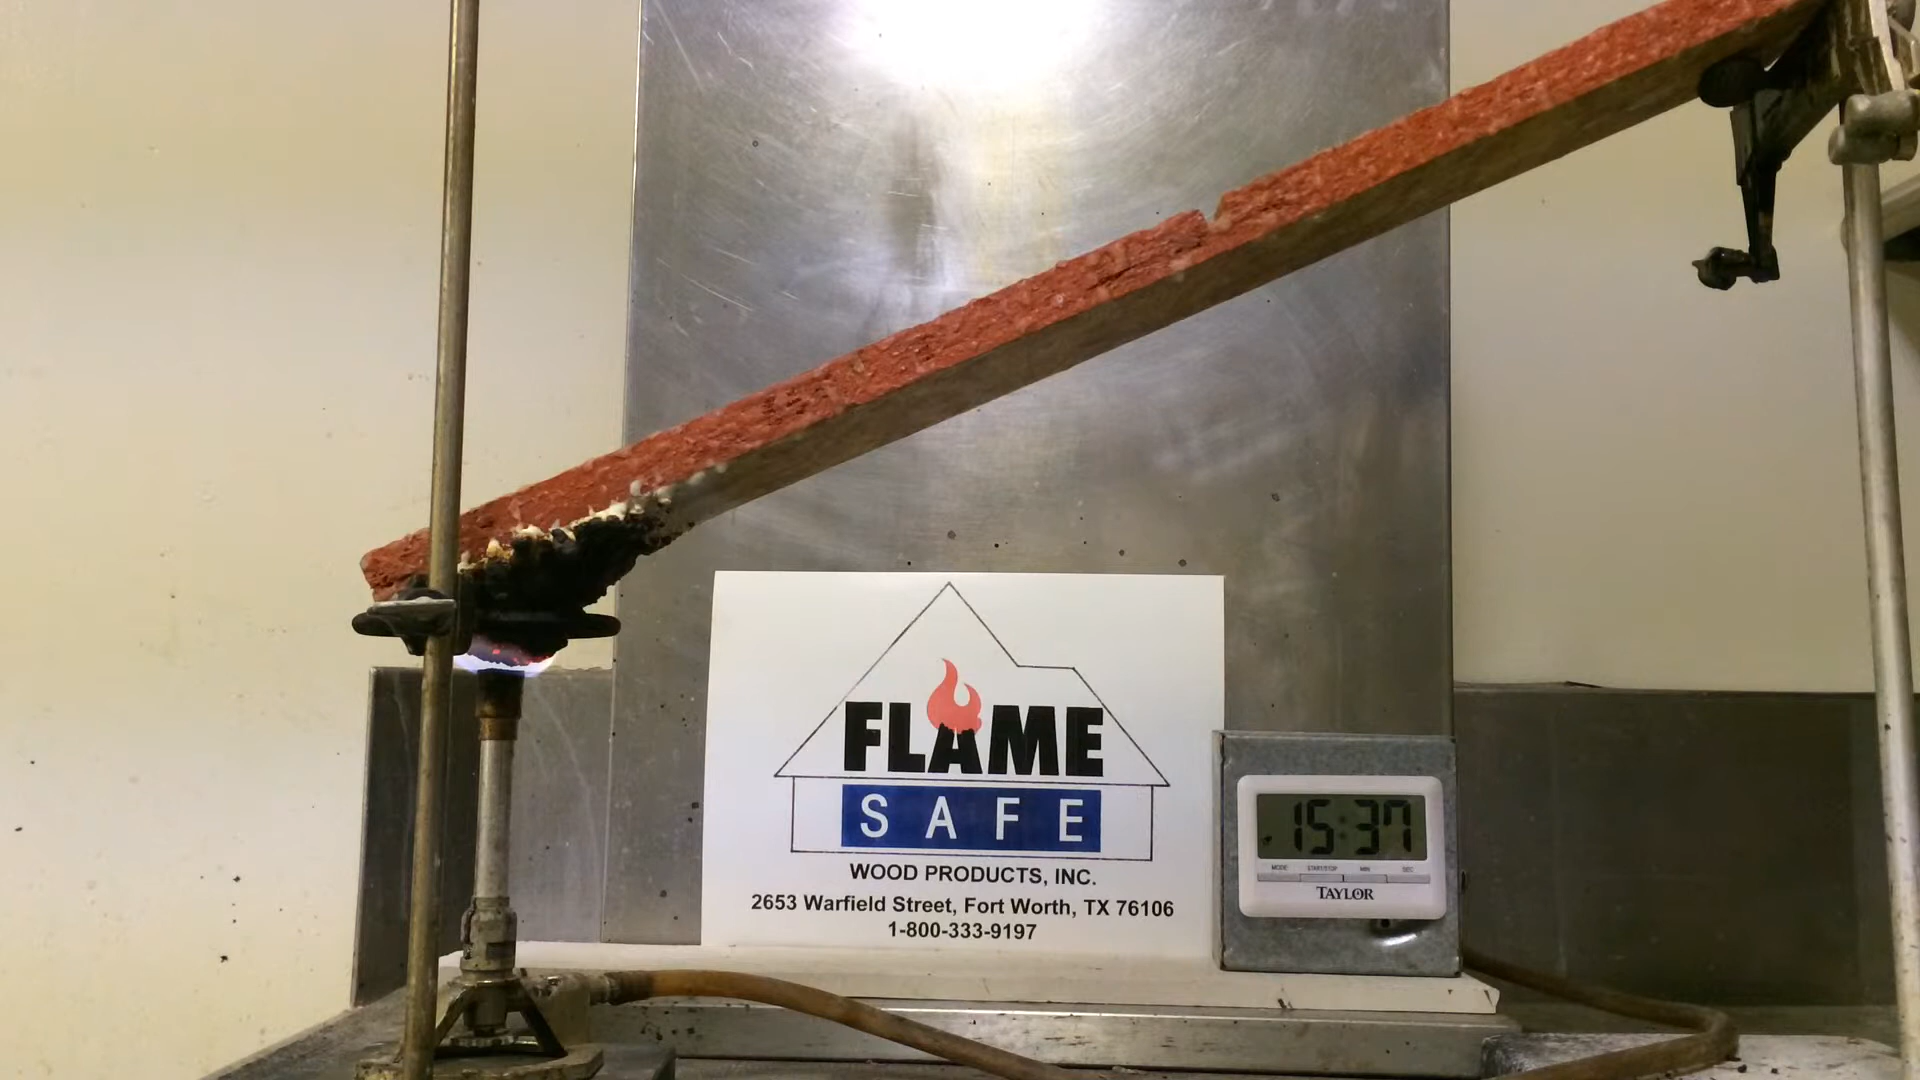 FLAME
SAFE
WOOD PRODUCTS, INC.
2653 Warfield Street, Fort Worth, TX 76106
1-800-333-9197
15:37
MODE START/STOP MIN SEC
TAYLOR